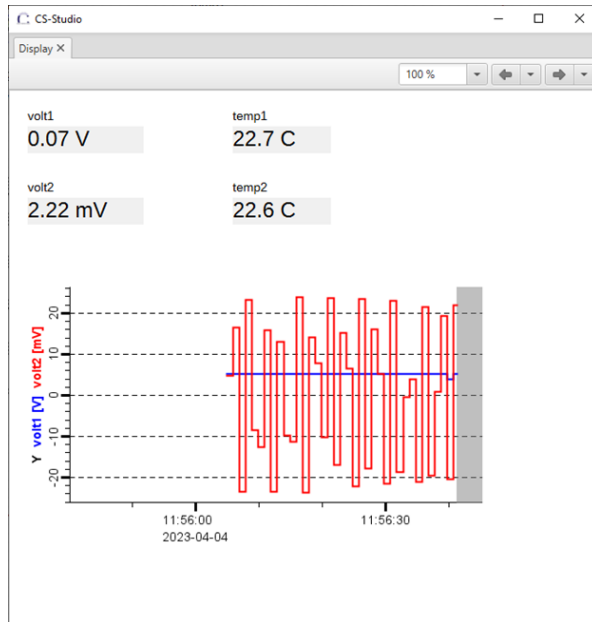 CS-Studio
Display
100 %
volt1
temp1
0.07 V
22.7 C
volt2
temp2
2.22 mV
22.6 C
20
10
0
-10
-20
Y volt1 [V] volt2 [mV]
11:56:00
11:56:30
2023-04-04